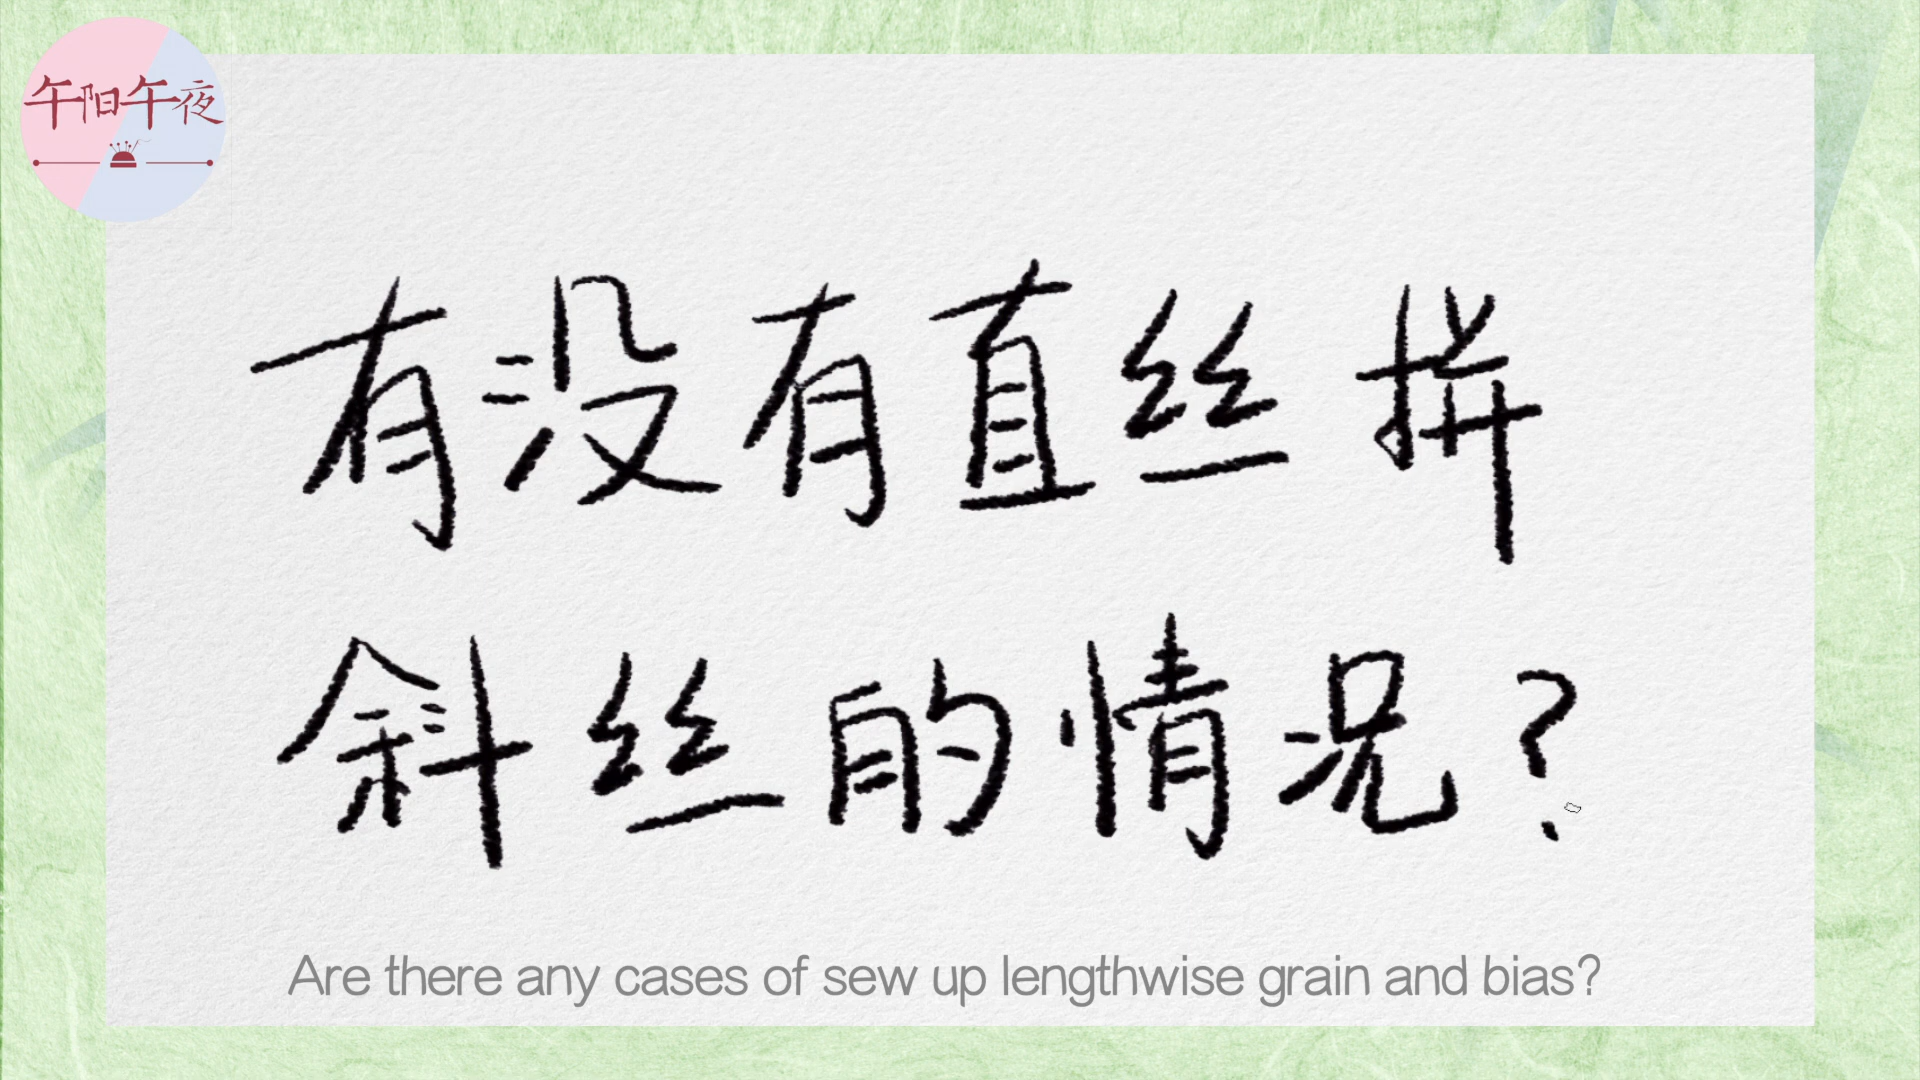 午阳午夜
有没有直丝拼
斜丝的情况？
Are there any cases of sew up lengthwise grain and bias?